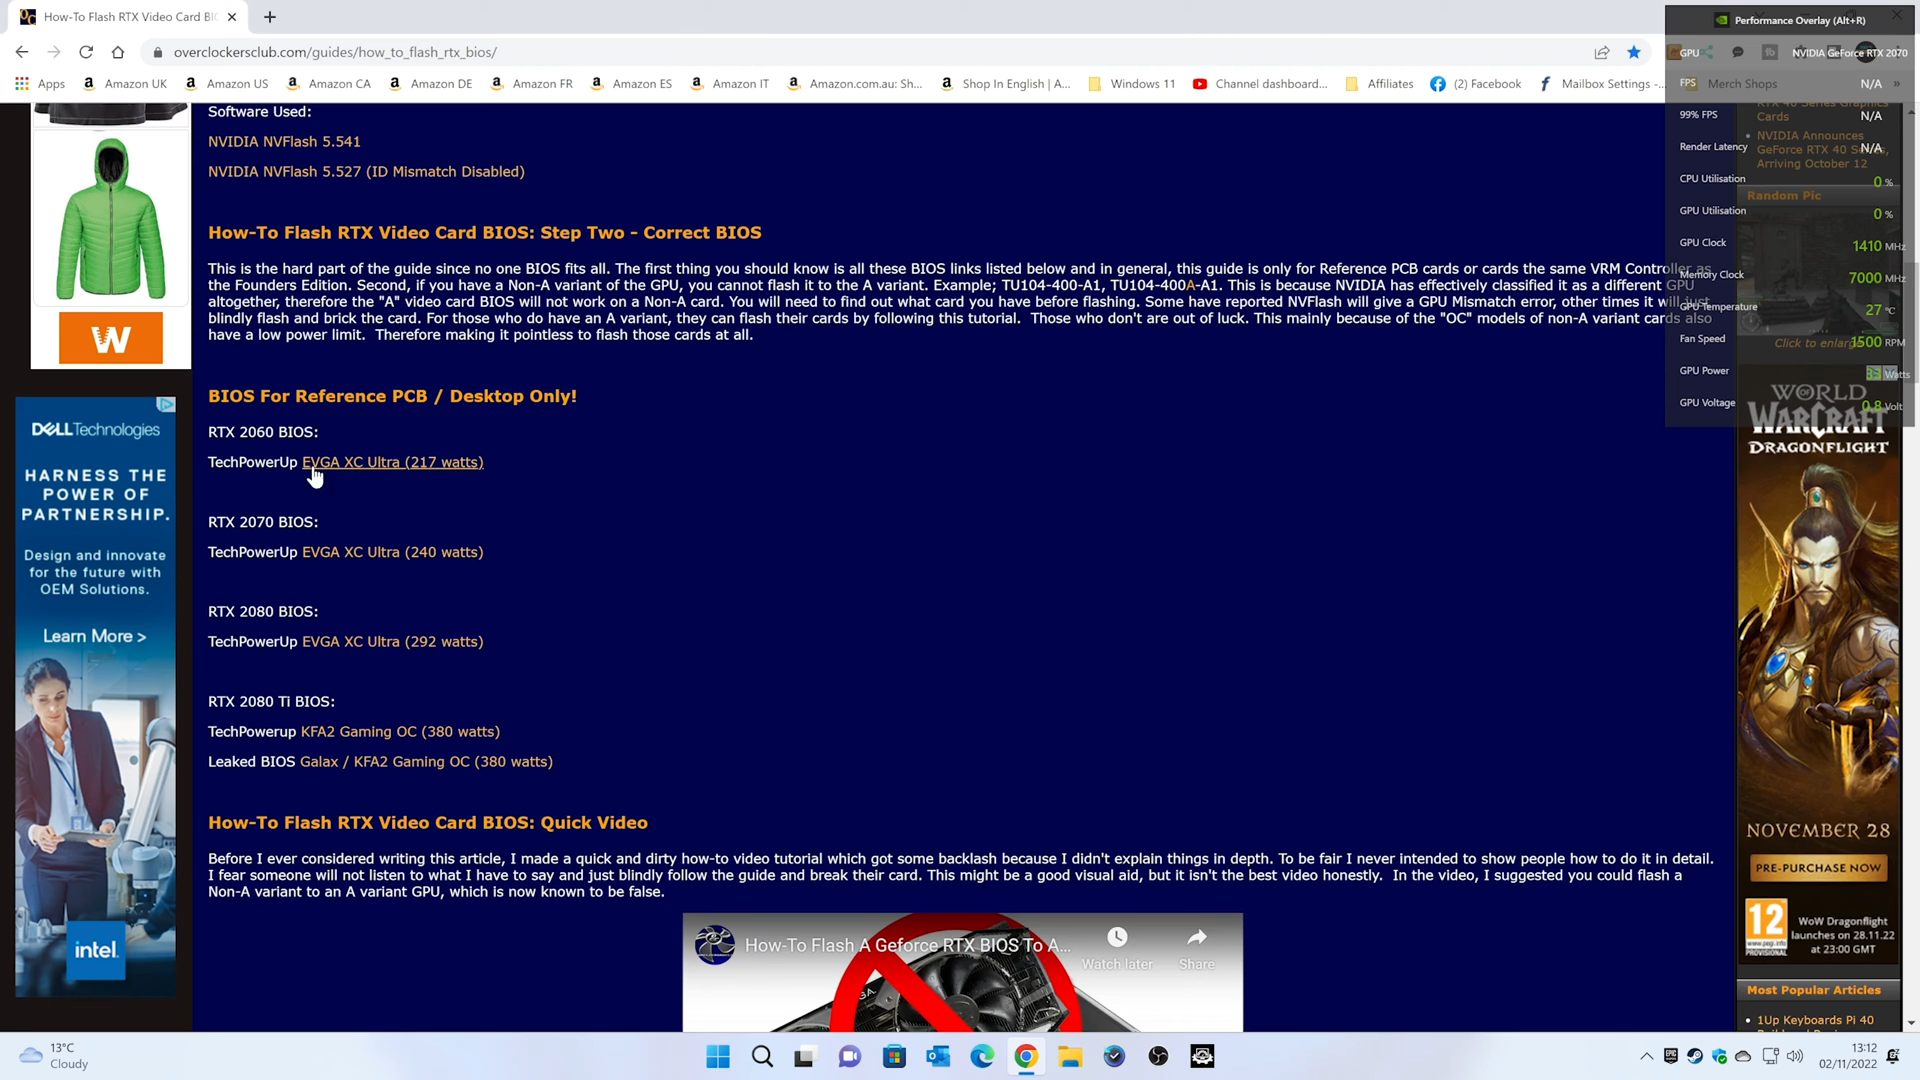 How-To Flash RTX Video Card BIO
overclockersclub.com/guides/how_to_flash_rtx_bios/
Apps
Amazon UK
Amazon US
Amazon CA
Amazon DE
Amazon FR
Amazon ES
Amazon IT
Amazon.com.au: Sh...
Shop In English | A...
Windows 11
Channel dashboard...
Affiliates
(2) Facebook
Mailbox Settings -...
Merch Shops
»
Performance Overlay (Alt+R)
GPU NVIDIA GeForce RTX 2070
FPS N/A
99% FPS N/A
Render Latency N/A
CPU Utilisation 0 %
GPU Utilisation 0 %
GPU Clock 1410 MHz
Memory Clock 7000 MHz
GPU Temperature 27 °C
Fan Speed 1500 RPM
GPU Power Watts
GPU Voltage 0.8 Volt
RTX 40 Series Graphics
Cards
NVIDIA Announces
GeForce RTX 40 Series,
Arriving October 12
Random Pic
Click to enlarge
Software Used:
NVIDIA NVFlash 5.541
NVIDIA NVFlash 5.527 (ID Mismatch Disabled)
How-To Flash RTX Video Card BIOS: Step Two - Correct BIOS
This is the hard part of the guide since no one BIOS fits all. The first thing you should know is all these BIOS links listed below and in general, this guide is only for Reference PCB cards or cards the same VRM Controller as
the Founders Edition. Second, if you have a Non-A variant of the GPU, you cannot flash it to the A variant. Example; TU104-400-A1, TU104-400A-A1. This is because NVIDIA has effectively classified it as a different GPU
altogether, therefore the "A" video card BIOS will not work on a Non-A card. You will need to find out what card you have before flashing. Some have reported NVFlash will give a GPU Mismatch error, other times it will just
blindly flash and brick the card. For those who do have an A variant, they can flash their cards by following this tutorial.  Those who don't are out of luck. This mainly because of the "OC" models of non-A variant cards also
have a low power limit.  Therefore making it pointless to flash those cards at all.
BIOS For Reference PCB / Desktop Only!
RTX 2060 BIOS:
TechPowerUp EVGA XC Ultra (217 watts)
RTX 2070 BIOS:
TechPowerUp EVGA XC Ultra (240 watts)
RTX 2080 BIOS:
TechPowerUp EVGA XC Ultra (292 watts)
RTX 2080 Ti BIOS:
TechPowerup KFA2 Gaming OC (380 watts)
Leaked BIOS Galax / KFA2 Gaming OC (380 watts)
How-To Flash RTX Video Card BIOS: Quick Video
Before I ever considered writing this article, I made a quick and dirty how-to video tutorial which got some backlash because I didn't explain things in depth. To be fair I never intended to show people how to do it in detail.
I fear someone will not listen to what I have to say and just blindly follow the guide and break their card. This might be a good visual aid, but it isn't the best video honestly.  In the video, I suggested you could flash a
Non-A variant to an A variant GPU, which is now known to be false.
How-To Flash A Geforce RTX BIOS To A...
Watch later
Share
W
DELLTechnologies
HARNESS THE
POWER OF
PARTNERSHIP.
Design and innovate
for the future with
OEM Solutions.
Learn More >
intel.
WORLD
WARCRAFT
DRAGONFLIGHT
NOVEMBER 28
PRE-PURCHASE NOW
12
www.pegi.info
PROVISIONAL
WoW Dragonflight
launches on 28.11.22
at 23:00 GMT
Most Popular Articles
1Up Keyboards Pi 40
13°C
Cloudy
13:12
02/11/2022